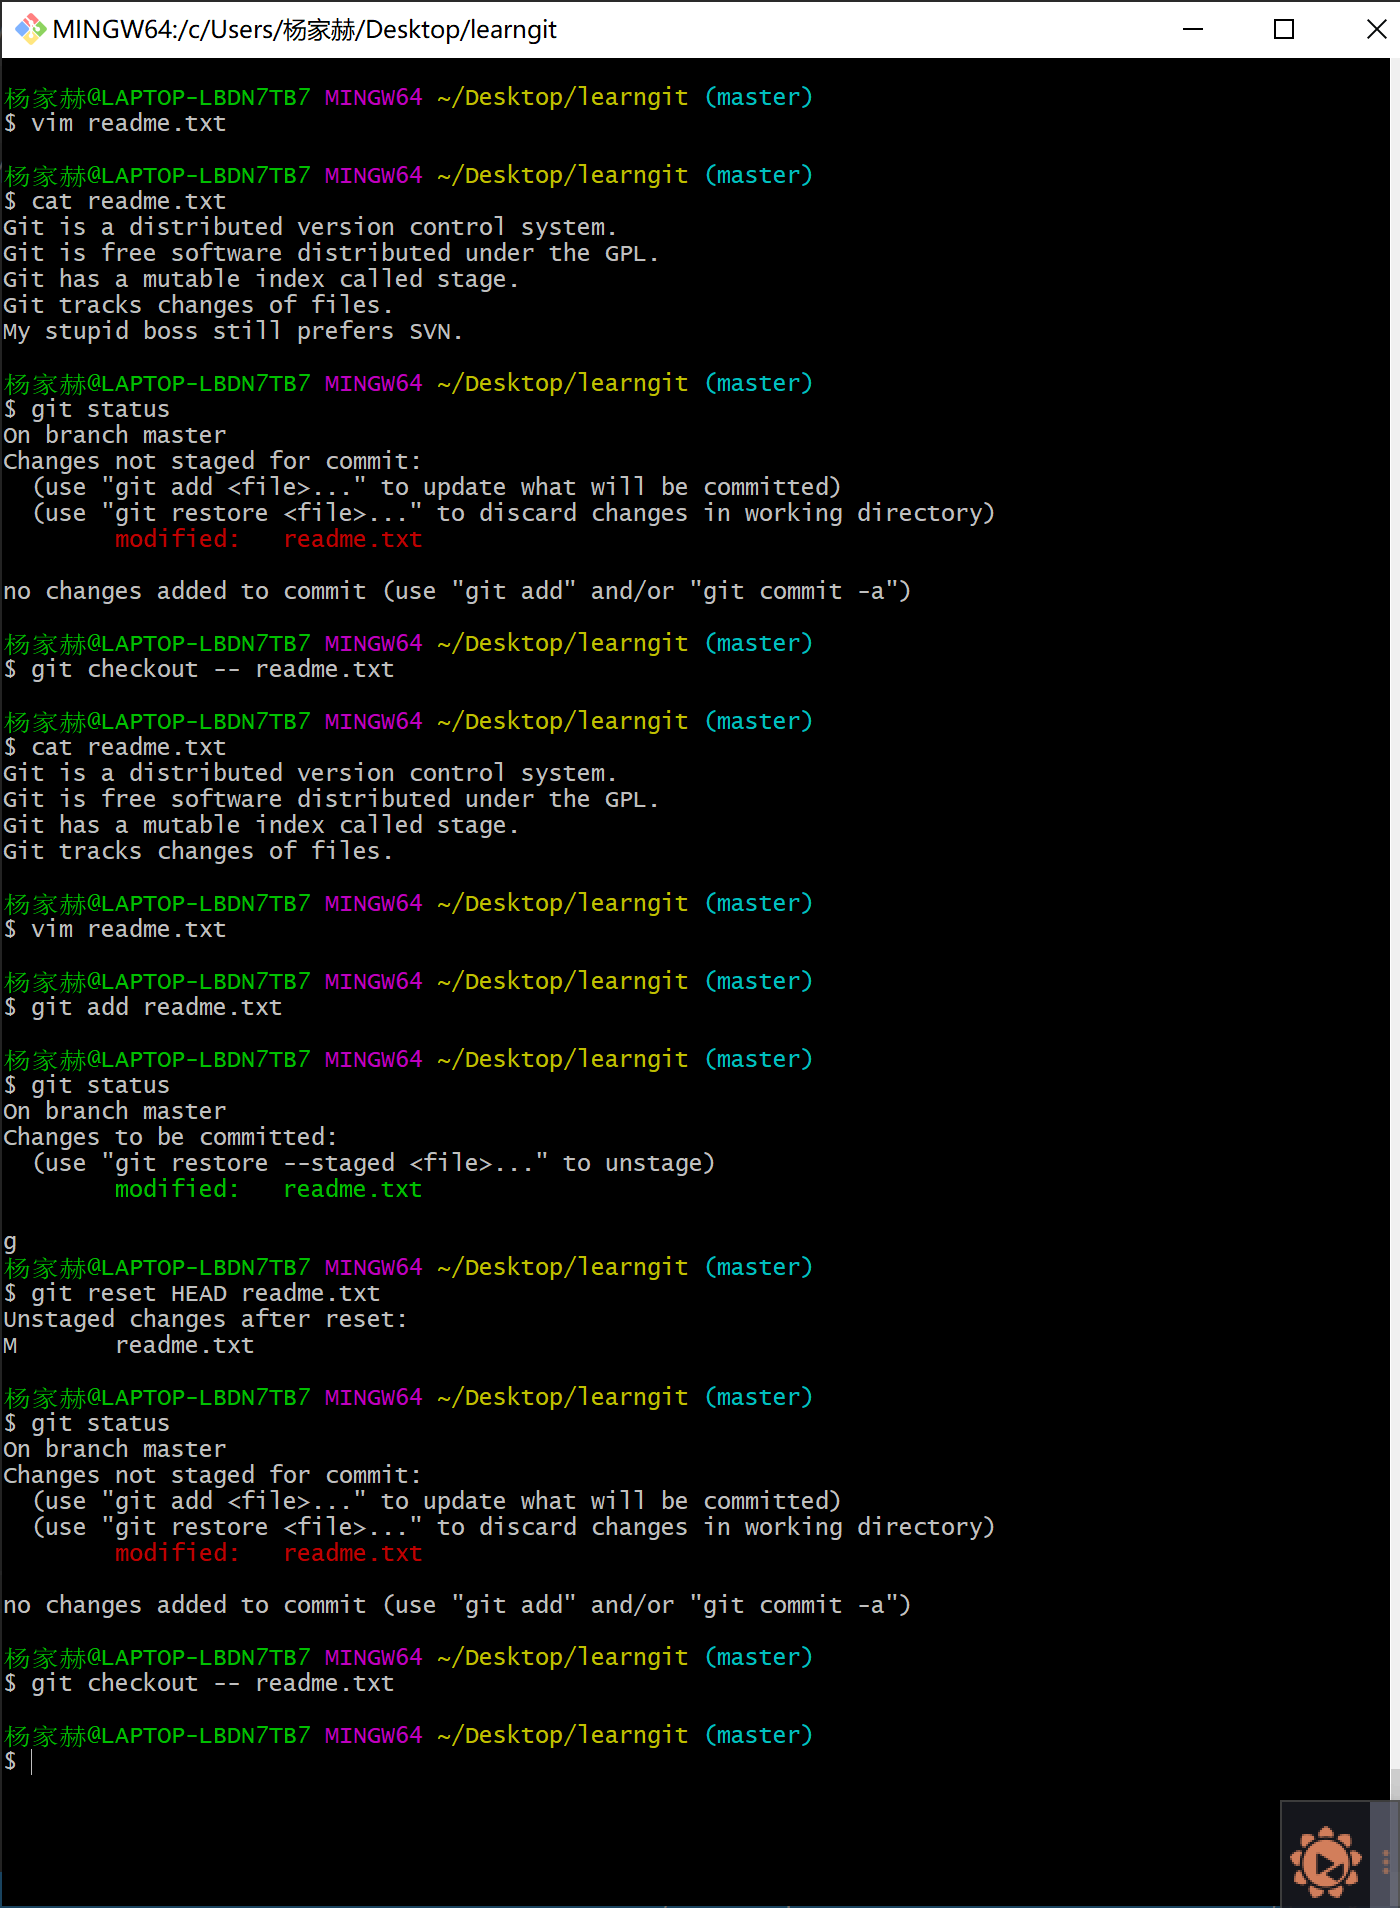 MINGW64:/c/Users/杨家赫/Desktop/learngit
杨家赫@LAPTOP-LBDN7TB7 MINGW64 ~/Desktop/learngit (master)
$ vim readme.txt
杨家赫@LAPTOP-LBDN7TB7 MINGW64 ~/Desktop/learngit (master)
$ cat readme.txt
Git is a distributed version control system.
Git is free software distributed under the GPL.
Git has a mutable index called stage.
Git tracks changes of files.
My stupid boss still prefers SVN.
杨家赫@LAPTOP-LBDN7TB7 MINGW64 ~/Desktop/learngit (master)
$ git status
On branch master
Changes not staged for commit:
  (use "git add <file>..." to update what will be committed)
  (use "git restore <file>..." to discard changes in working directory)
        modified:   readme.txt
no changes added to commit (use "git add" and/or "git commit -a")
杨家赫@LAPTOP-LBDN7TB7 MINGW64 ~/Desktop/learngit (master)
$ git checkout -- readme.txt
杨家赫@LAPTOP-LBDN7TB7 MINGW64 ~/Desktop/learngit (master)
$ cat readme.txt
Git is a distributed version control system.
Git is free software distributed under the GPL.
Git has a mutable index called stage.
Git tracks changes of files.
杨家赫@LAPTOP-LBDN7TB7 MINGW64 ~/Desktop/learngit (master)
$ vim readme.txt
杨家赫@LAPTOP-LBDN7TB7 MINGW64 ~/Desktop/learngit (master)
$ git add readme.txt
杨家赫@LAPTOP-LBDN7TB7 MINGW64 ~/Desktop/learngit (master)
$ git status
On branch master
Changes to be committed:
  (use "git restore --staged <file>..." to unstage)
        modified:   readme.txt
g
杨家赫@LAPTOP-LBDN7TB7 MINGW64 ~/Desktop/learngit (master)
$ git reset HEAD readme.txt
Unstaged changes after reset:
M       readme.txt
杨家赫@LAPTOP-LBDN7TB7 MINGW64 ~/Desktop/learngit (master)
$ git status
On branch master
Changes not staged for commit:
  (use "git add <file>..." to update what will be committed)
  (use "git restore <file>..." to discard changes in working directory)
        modified:   readme.txt
no changes added to commit (use "git add" and/or "git commit -a")
杨家赫@LAPTOP-LBDN7TB7 MINGW64 ~/Desktop/learngit (master)
$ git checkout -- readme.txt
杨家赫@LAPTOP-LBDN7TB7 MINGW64 ~/Desktop/learngit (master)
$